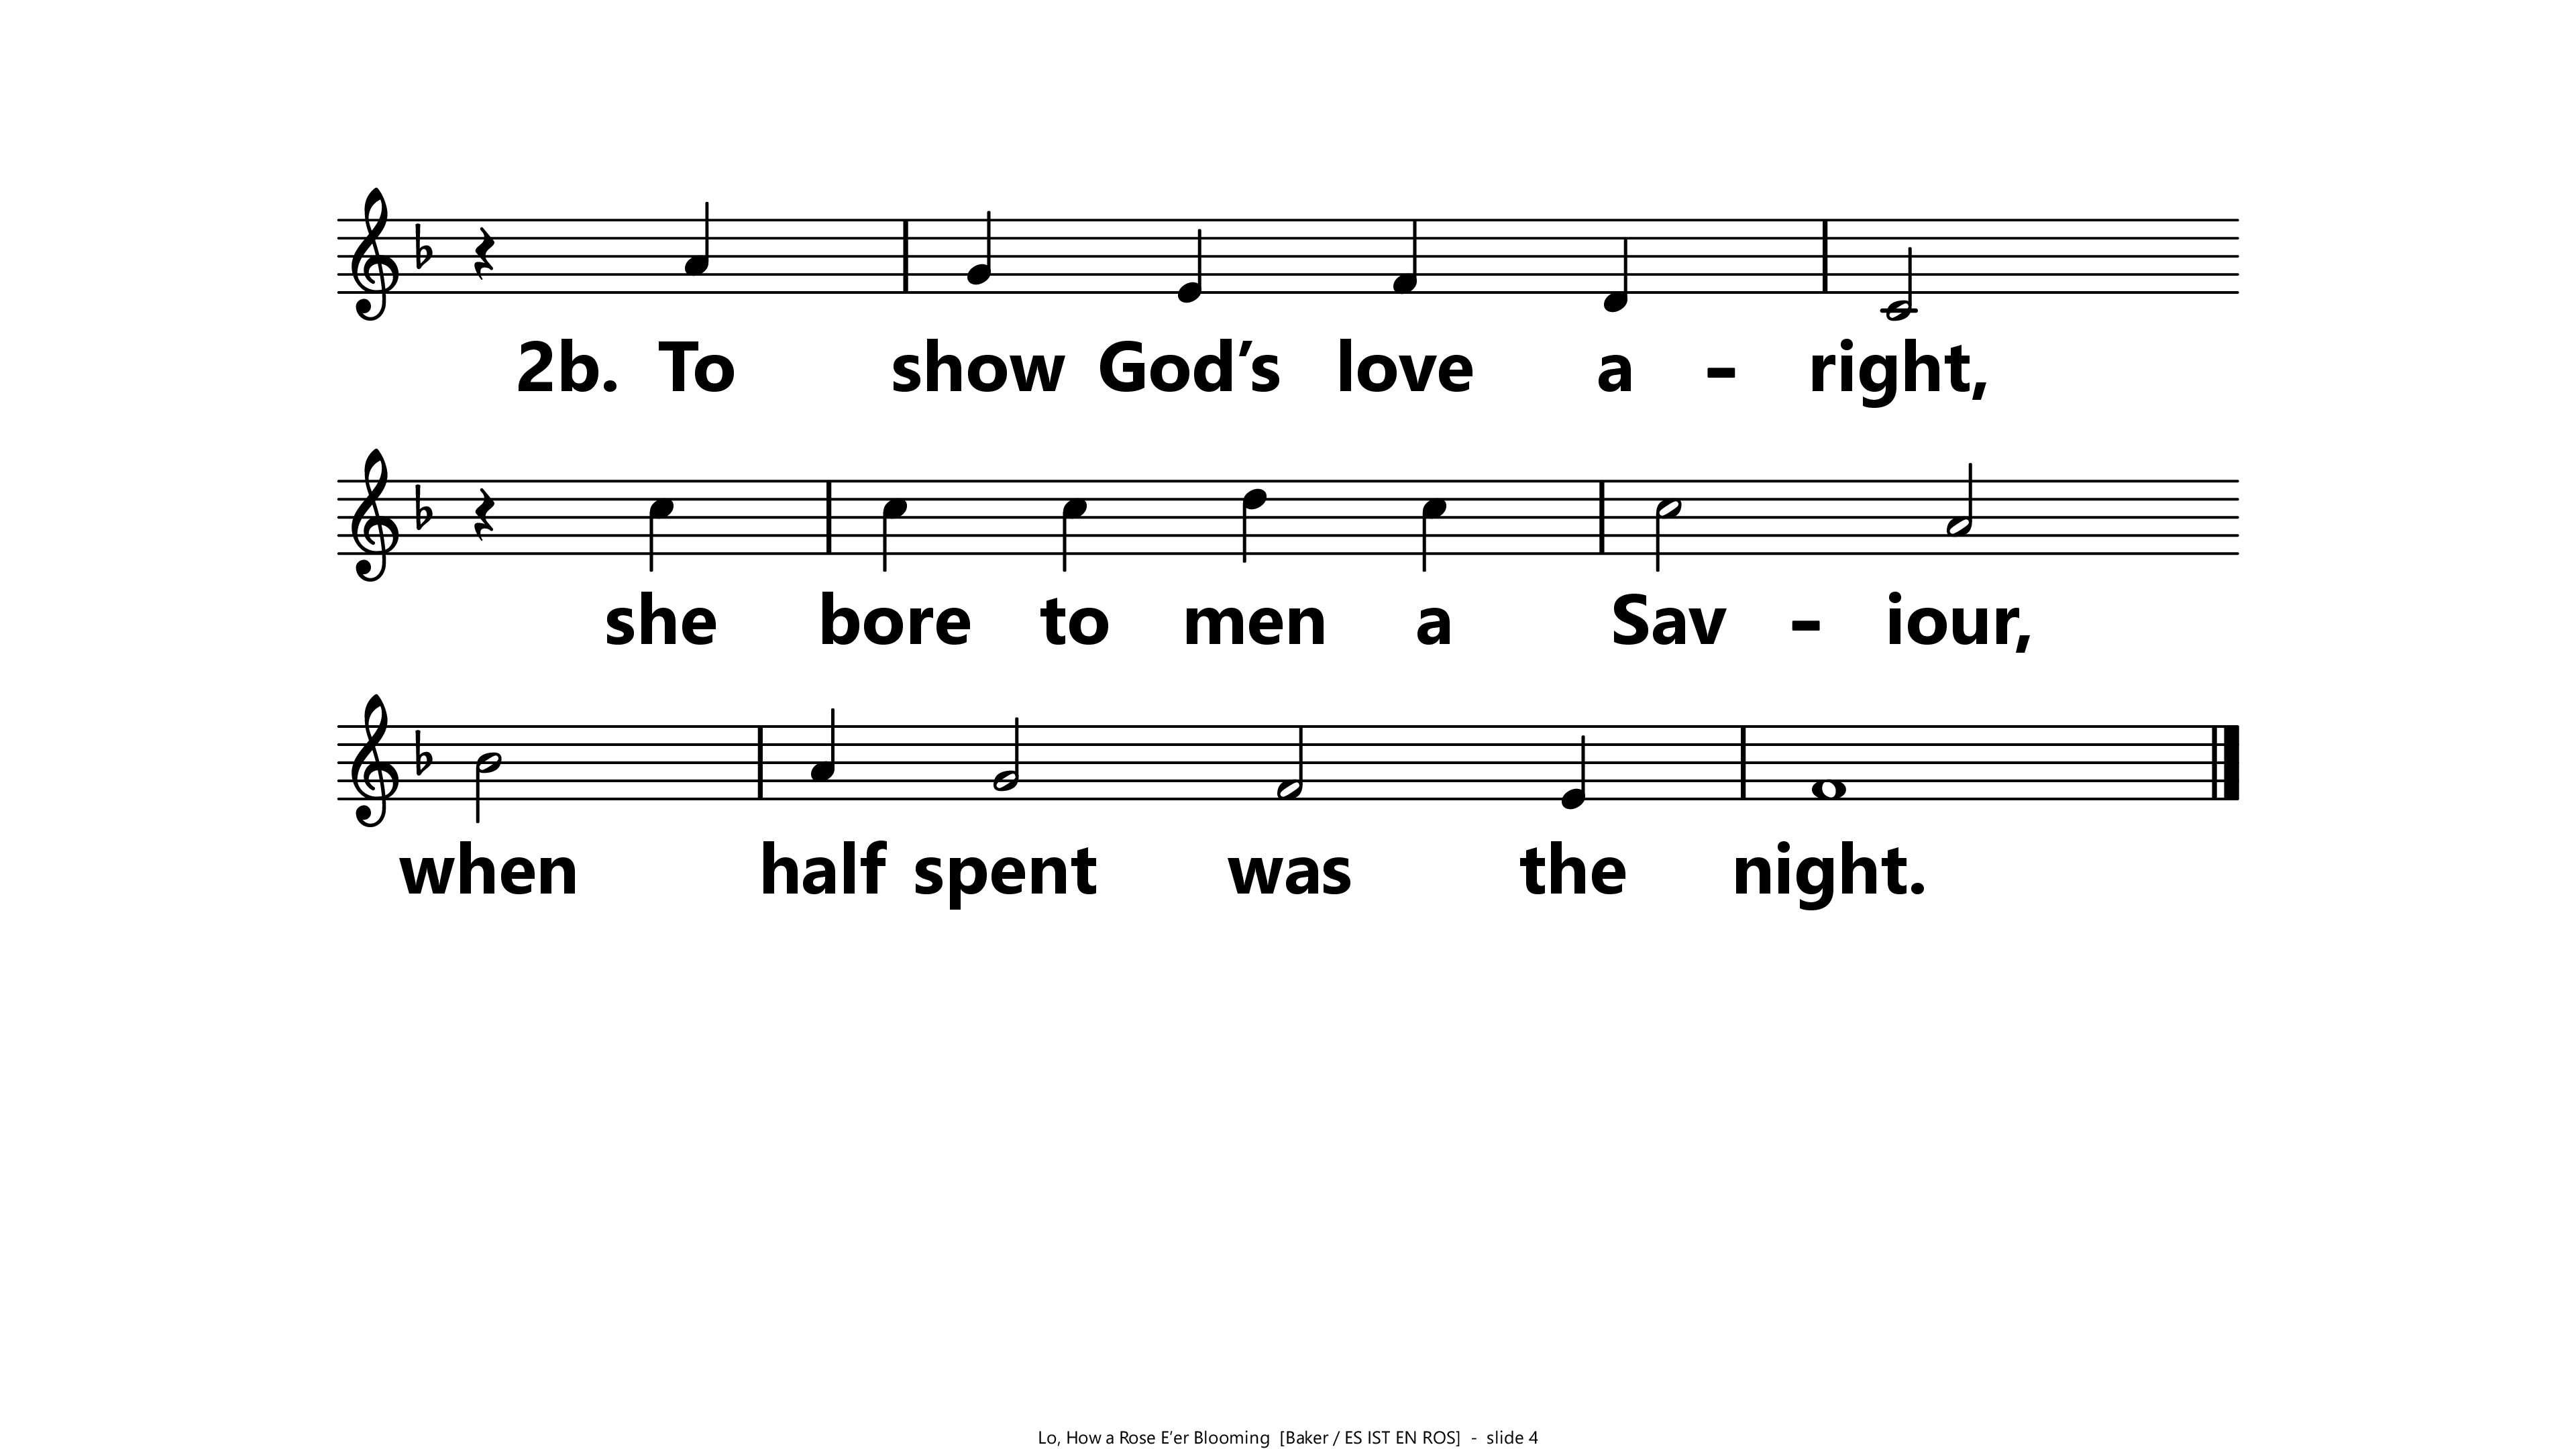 2b. To show God’s love a - right,
she bore to men a Sav - iour,
when half spent was the night.
Lo, How a Rose E’er Blooming [Baker / ES IST EN ROS] - slide 4